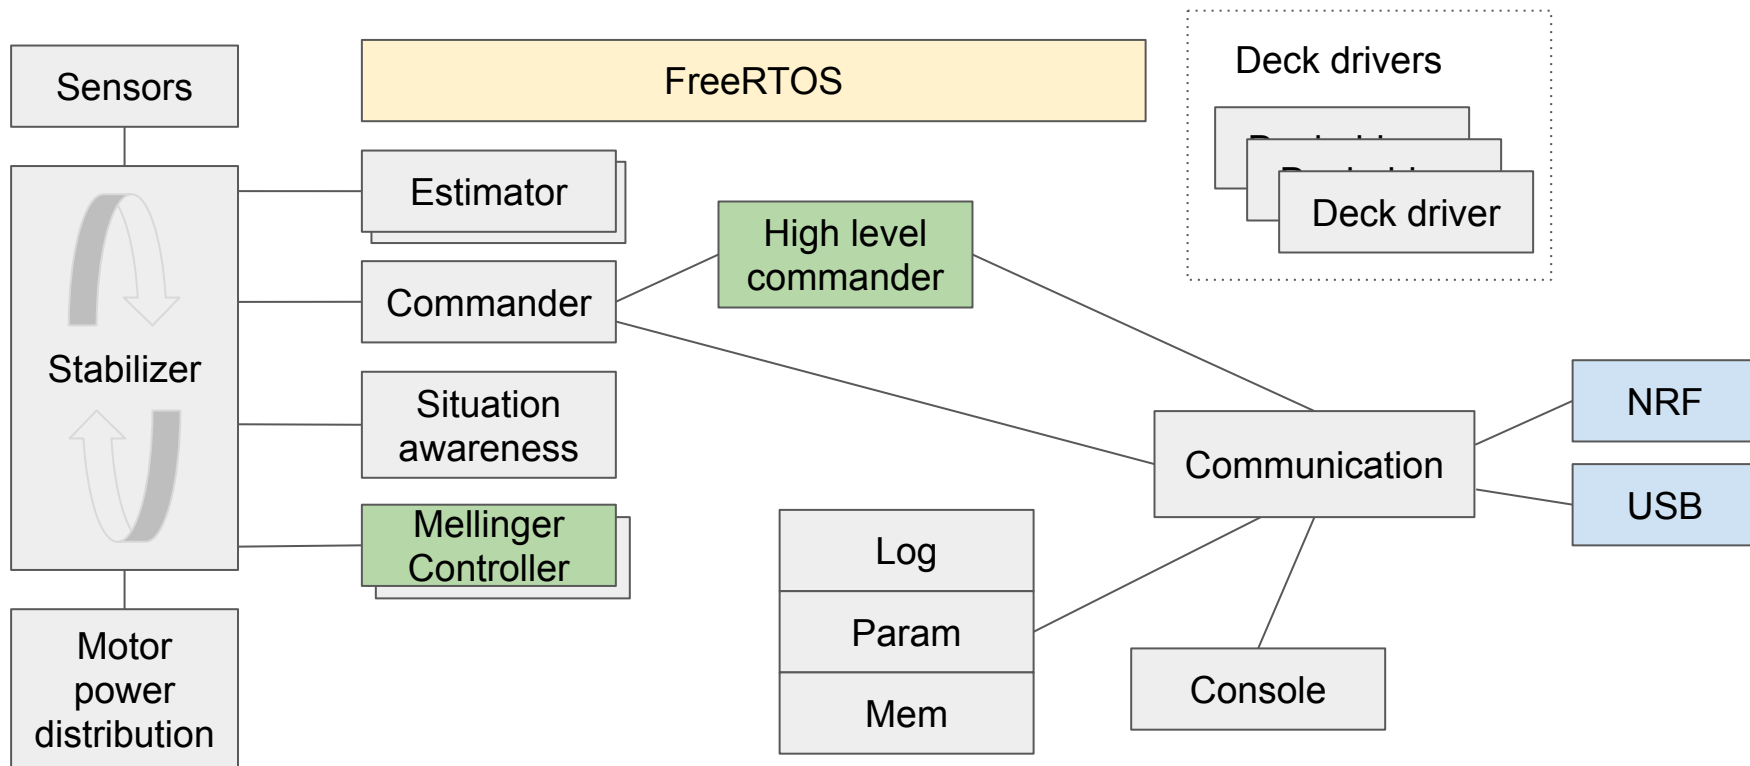 Sensors
FreeRTOS
Deck drivers
Deck driver
Estimator
High level
commander
Commander
Stabilizer
Situation
awareness
Mellinger
Controller
Communication
NRF
USB
Log
Param
Mem
Console
Motor
power
distribution